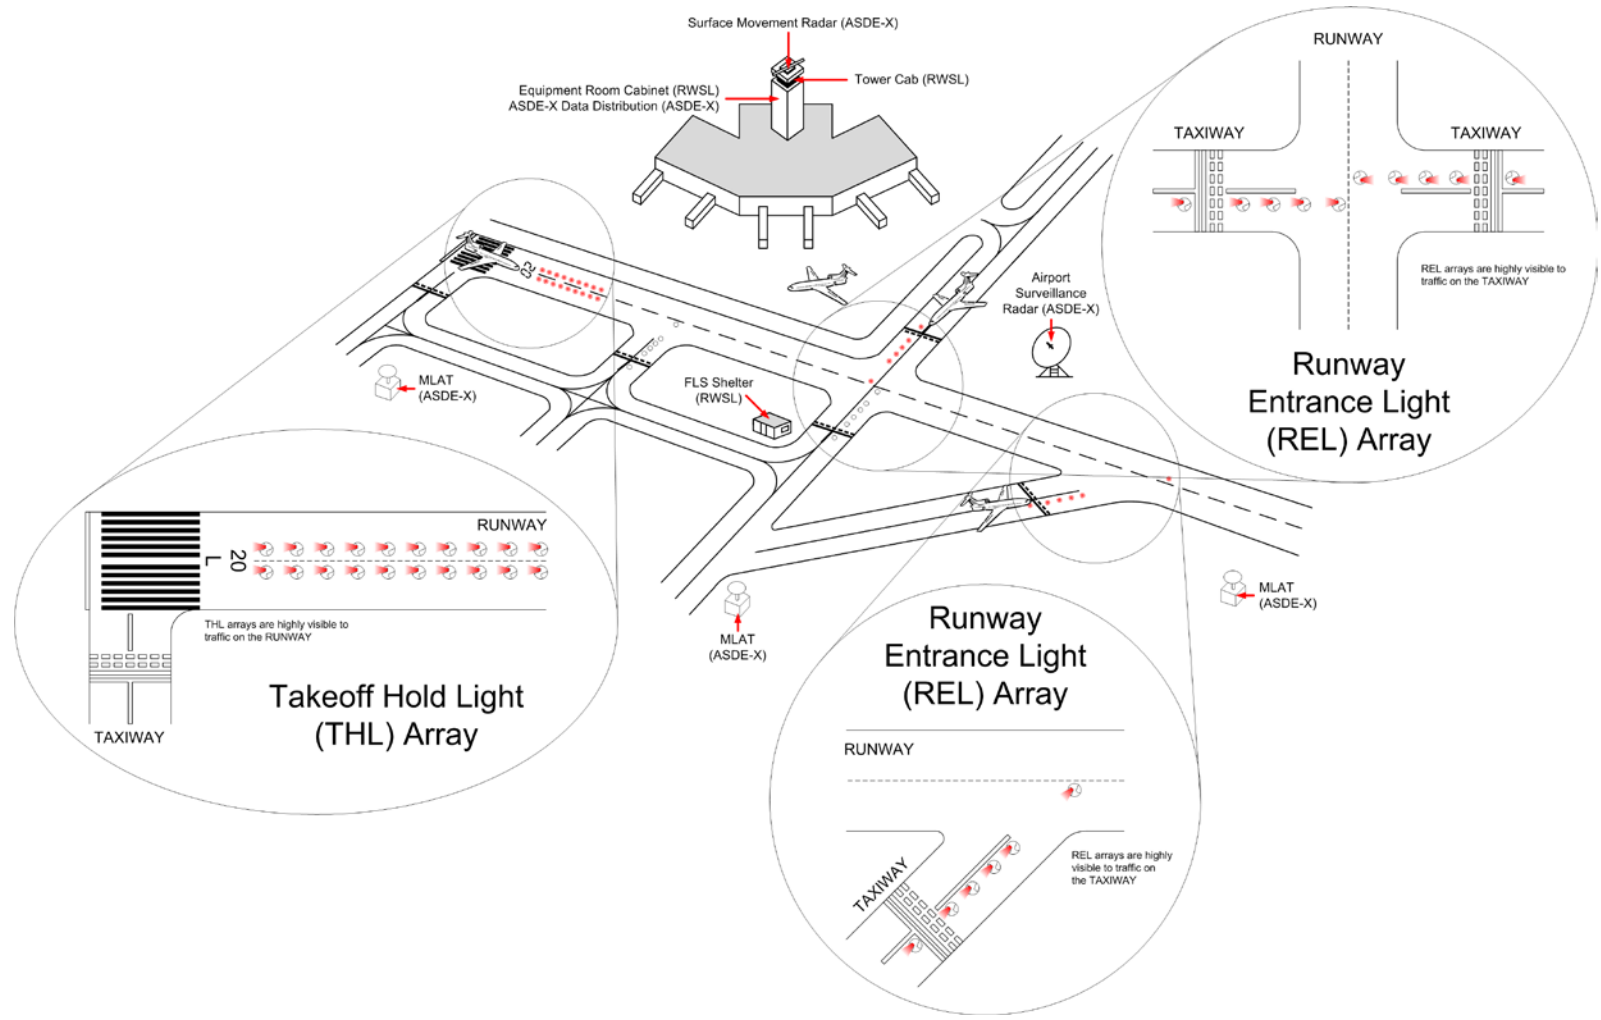 Surface Movement Radar (ASDE-X)
Tower Cab (RWSL)
Equipment Room Cabinet (RWSL)
ASDE-X Data Distribution (ASDE-X)
RUNWAY
TAXIWAY
TAXIWAY
REL arrays are highly visible to
traffic on the TAXIWAY
Runway
Entrance Light
(REL) Array
Airport
Surveillance
Radar (ASDE-X)
MLAT
(ASDE-X)
FLS Shelter
(RWSL)
RUNWAY
20
L
THL arrays are highly visible to
traffic on the RUNWAY
Takeoff Hold Light
(THL) Array
TAXIWAY
MLAT
(ASDE-X)
MLAT
(ASDE-X)
Runway
Entrance Light
(REL) Array
RUNWAY
REL arrays are highly
visible to traffic on
the TAXIWAY
TAXIWAY